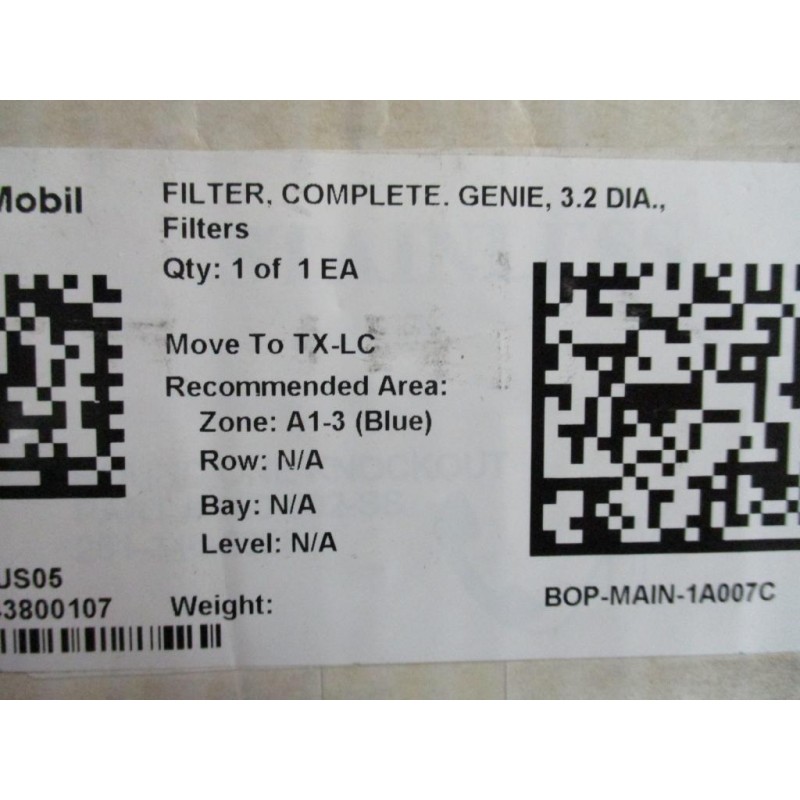 Mobil
FILTER, COMPLETE. GENIE, 3.2 DIA.,
Filters
Qty: 1 of 1 EA
Move To TX-LC
Recommended Area:
Zone: A1-3 (Blue)
Row: N/A
Bay: N/A
Level: N/A
US05
3800107
Weight:
BOP-MAIN-1A007C
KNOCKOUT